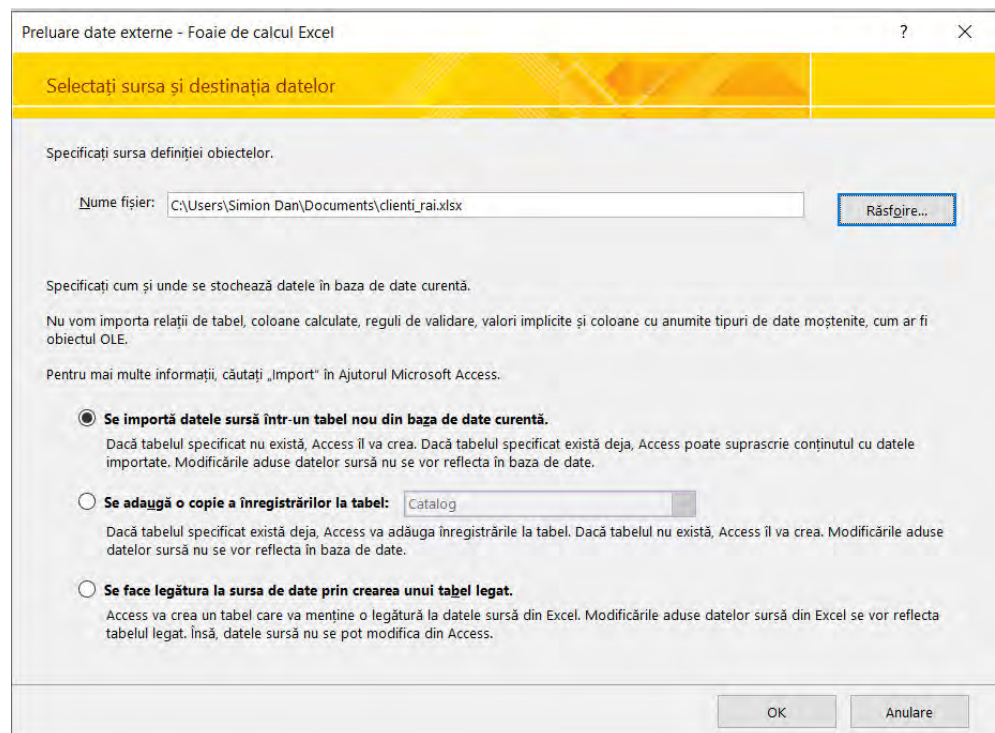 Preluare date externe - Foaie de calcul Excel
?
Selectați sursa și destinația datelor
Specificați sursa definiției obiectelor.
Nume fișier:
C:\Users\Simion Dan\Documents\clienti_rai.xlsx
Răsfoire...
Specificați cum și unde se stochează datele în baza de date curentă.
Nu vom importa relații de tabel, coloane calculate, reguli de validare, valori implicite și coloane cu anumite tipuri de date moștenite, cum ar fi
obiectul OLE.
Pentru mai multe informații, căutați „Import” în Ajutorul Microsoft Access.
Se importă datele sursă într-un tabel nou din baza de date curentă.
Dacă tabelul specificat nu există, Access îl va crea. Dacă tabelul specificat există deja, Access poate suprascrie conținutul cu datele
importate. Modificările aduse datelor sursă nu se vor reflecta în baza de date.
Se adaugă o copie a înregistrărilor la tabel:
Catalog
Dacă tabelul specificat există deja, Access va adăuga înregistrările la tabel. Dacă tabelul nu există, Access îl va crea. Modificările aduse
datelor sursă nu se vor reflecta în baza de date.
Se face legătura la sursa de date prin crearea unui tabel legat.
Access va crea un tabel care va menține o legătură la datele sursă din Excel. Modificările aduse datelor sursă din Excel se vor reflecta
tabelul legat. Însă, datele sursă nu se pot modifica din Access.
OK
Anulare